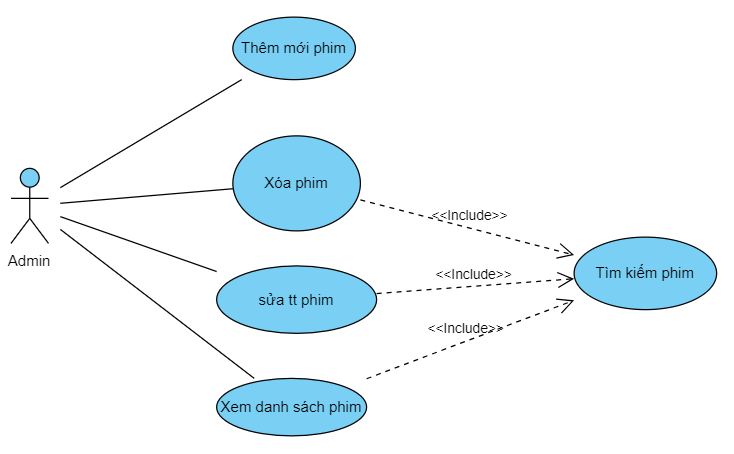 Thêm mới phim
Xóa phim
<<Include>>
Admin
<<Include>>
Tìm kiếm phim
sửa tt phim
<<Include>>
Xem danh sách phim